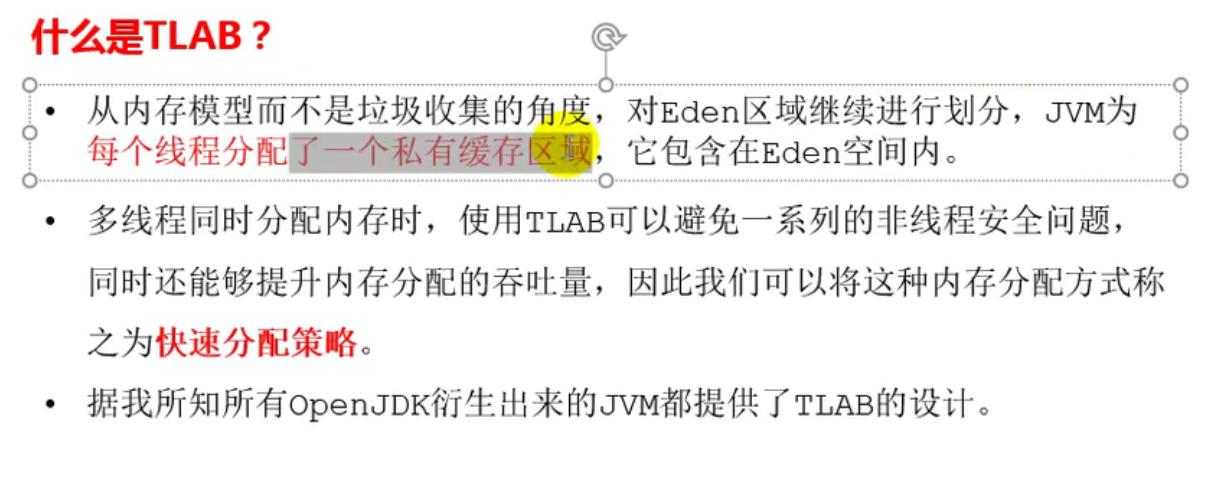 什么是TLAB？
• 从内存模型而不是垃圾收集的角度，对Eden区域继续进行划分，JVM为
每个线程分配了一个私有缓存区域，它包含在Eden空间内。
• 多线程同时分配内存时，使用TLAB可以避免一系列的非线程安全问题，
同时还能够提升内存分配的吞吐量，因此我们可以将这种内存分配方式称
之为快速分配策略。
• 据我所知所有OpenJDK衍生出来的JVM都提供了TLAB的设计。